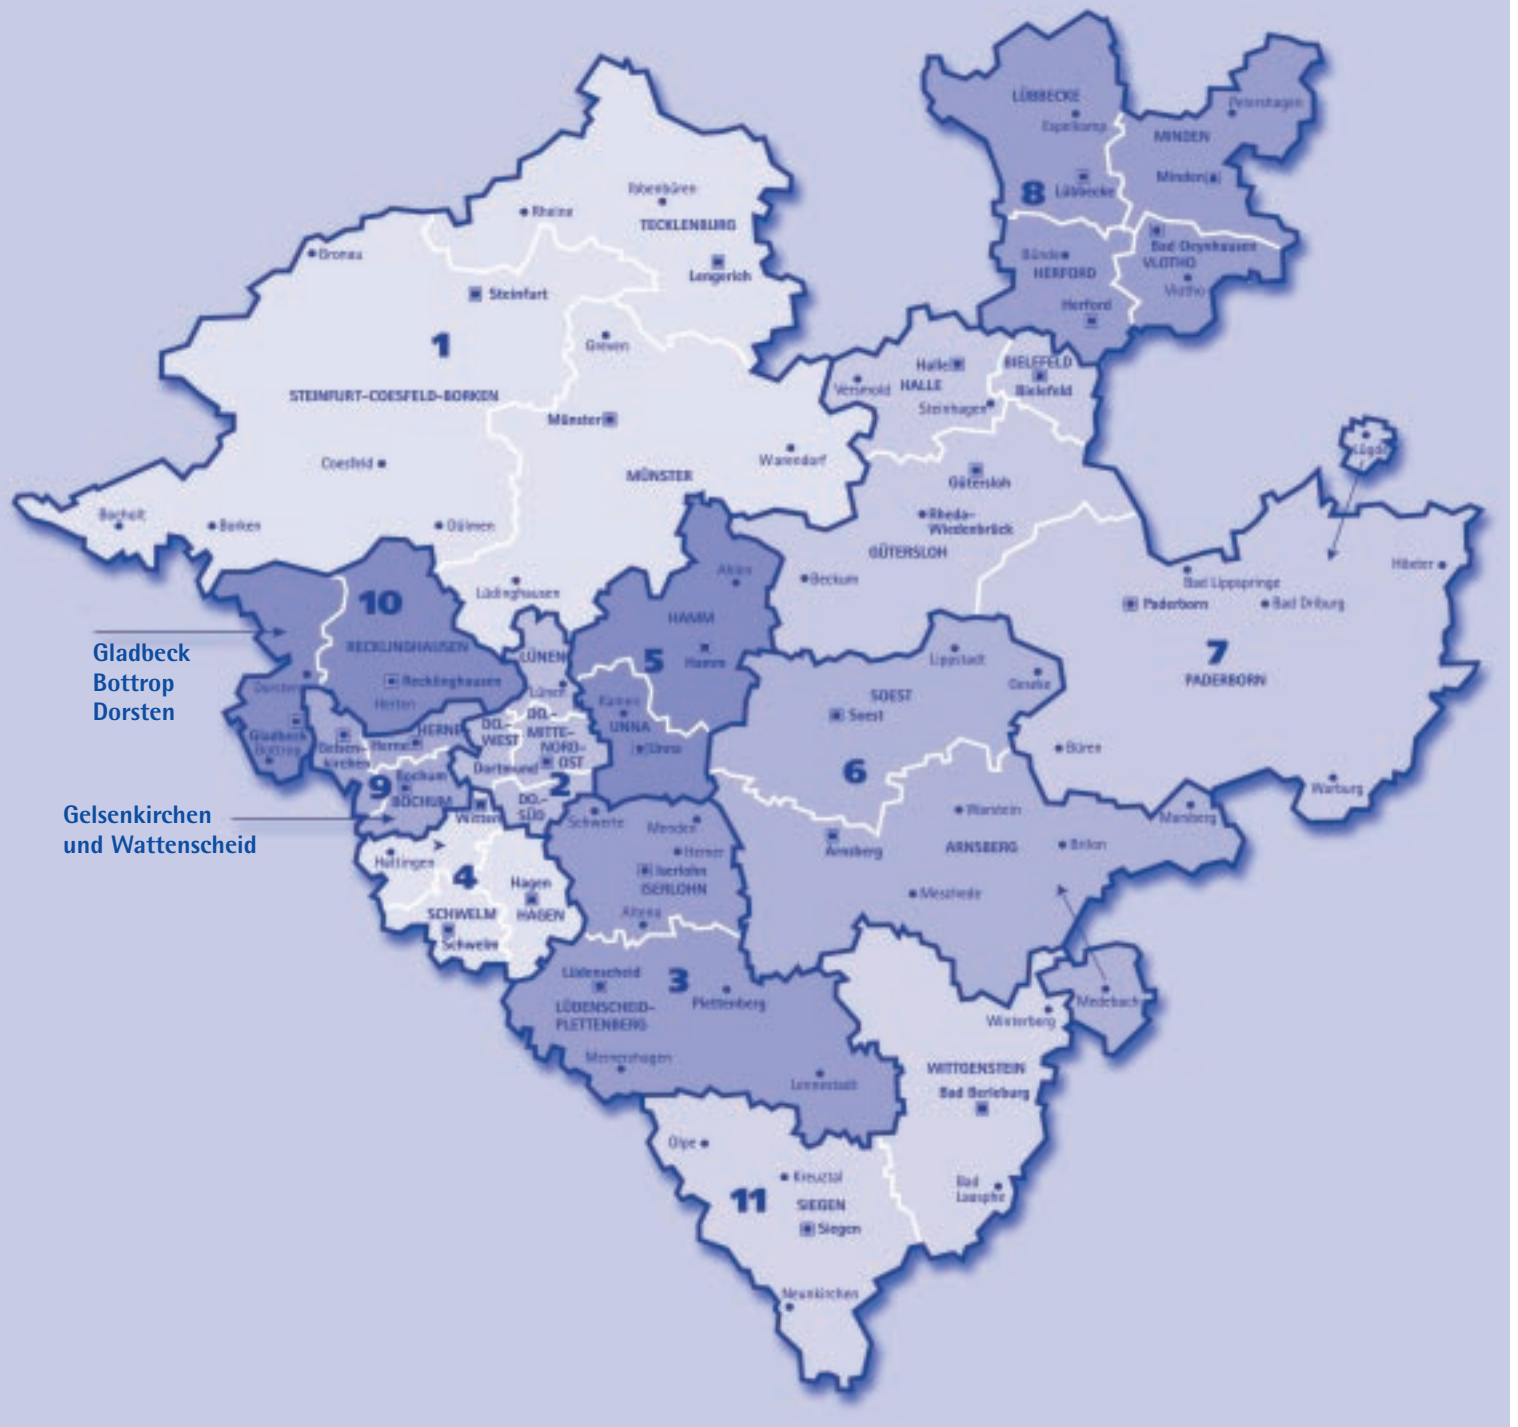 LÜBBECKE
Petershagen
Espelkamp
MINDEN
Minden
8
Lübbecke
Ibbenbüren
Rheine
TECKLENBURG
Bad Oeynhausen
Gronau
Bünde
VLOTHO
HERFORD
Lengerich
Vlotho
Steinfurt
Herford
1
Greven
Halle
BIELEFELD
Versmold
HALLE
Bielefeld
STEINFURT-COESFELD-BORKEN
Steinhagen
Münster
Lügde
Coesfeld
Warendorf
MÜNSTER
Gütersloh
Bocholt
Borken
Dülmen
Rheda-
Wiedenbrück
GÜTERSLOH
Höxter
Ahlen
Beckum
Bad Lippspringe
Lüdinghausen
10
Paderborn
Bad Driburg
HAMM
RECKLINGHAUSEN
Gladbeck
Bottrop
Dorsten
LÜNEN
5
Hamm
Lippstadt
7
PADERBORN
Recklinghausen
Dorsten
Lünen
Geseke
SOEST
Herten
Kamen
Soest
DO.-
WEST
DO.-
MITTE-
NORD-
OST
UNNA
Unna
HERNE
Herne
Gladbeck
Bottrop
Gelsen-
kirchen
Büren
Dortmund
6
9
Bochum
BOCHUM
2
DO.-
SÜD
Warburg
Gelsenkirchen
und Wattenscheid
Witten
Schwerte
Menden
Warstein
Marsberg
Arnsberg
ARNSBERG
Brilon
Hattingen
Hemer
4
Hagen
Iserlohn
ISERLOHN
Meschede
SCHWELM
HAGEN
Altena
Schwelm
Lüdenscheid
3
Plettenberg
LÜDENSCHEID-
PLETTENBERG
Medebach
Winterberg
Meinerzhagen
WITTGENSTEIN
Lennestadt
Bad Berleburg
Olpe
Kreuztal
Bad
Laasphe
11
SIEGEN
Siegen
Neunkirchen